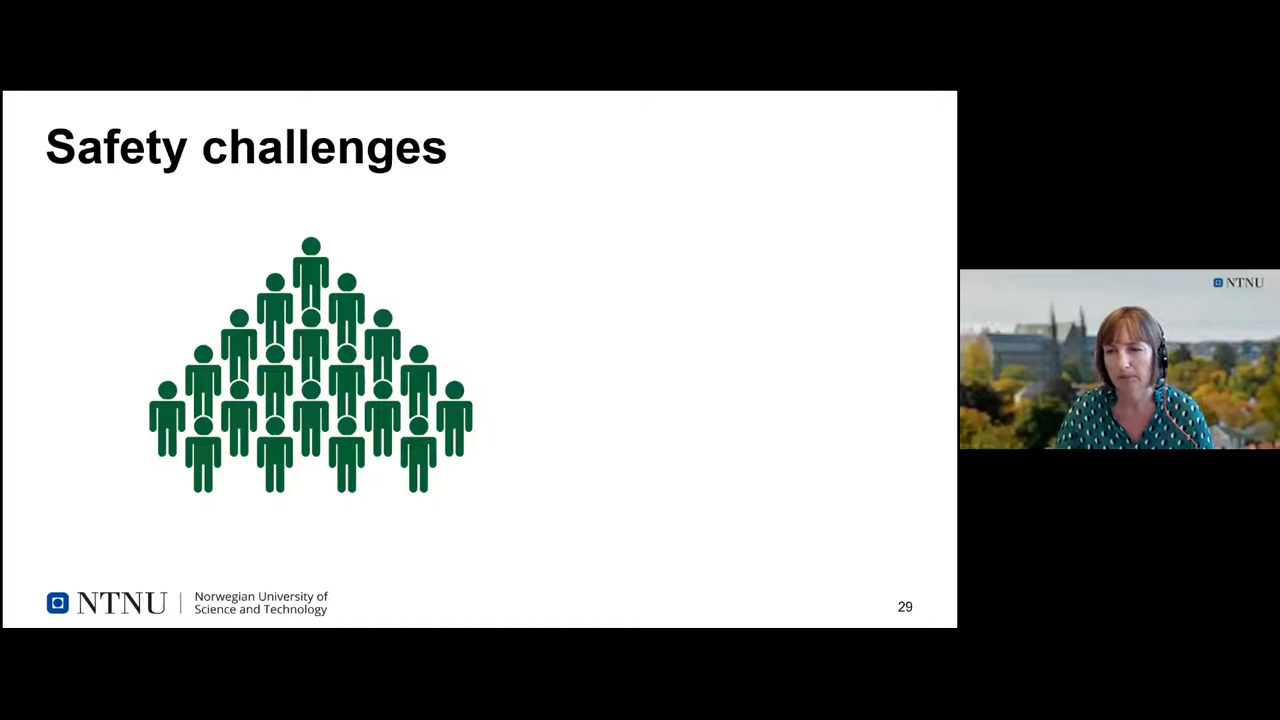 Safety challenges
NTNU
Norwegian University of
Science and Technology
29
NTNU